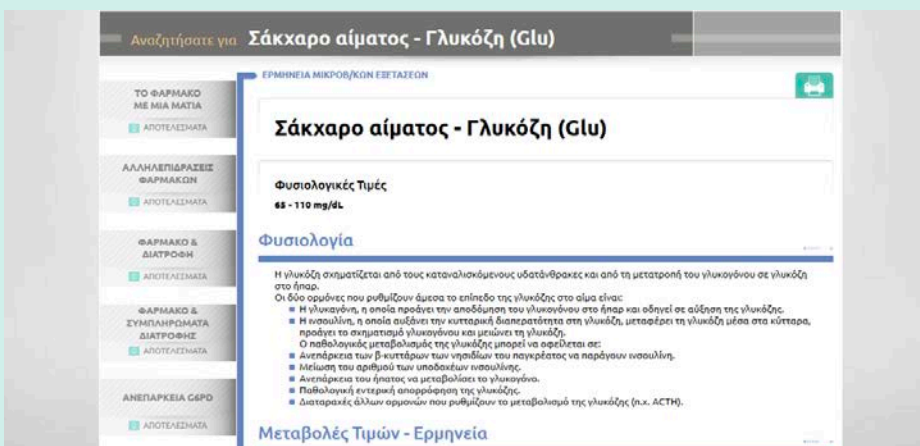 Αναζητήσατε για Σάκχαρο αίματος - Γλυκόζη (Glu)
ΤΟ ΦΑΡΜΑΚΟ
ΜΕ ΜΙΑ ΜΑΤΙΑ
ΑΠΟΤΕΛΕΣΜΑΤΑ
ΑΛΛΗΛΕΠΙΔΡΑΣΕΙΣ
ΦΑΡΜΑΚΩΝ
ΑΠΟΤΕΛΕΣΜΑΤΑ
ΦΑΡΜΑΚΟ &
ΔΙΑΤΡΟΦΗ
ΑΠΟΤΕΛΕΣΜΑΤΑ
ΦΑΡΜΑΚΟ &
ΣΥΜΠΛΗΡΩΜΑΤΑ
ΔΙΑΤΡΟΦΗΣ
ΑΠΟΤΕΛΕΣΜΑΤΑ
ΑΝΕΠΑΡΚΕΙΑ G6PD
ΑΠΟΤΕΛΕΣΜΑΤΑ
ΕΡΜΗΝΕΙΑ ΜΙΚΡΟΒ/ΚΩΝ ΕΞΕΤΑΣΕΩΝ
Σάκχαρο αίματος - Γλυκόζη (Glu)
Φυσιολογικές Τιμές
65 - 110 mg/dL
Φυσιολογία
Η γλυκόζη σχηματίζεται από τους καταναλισκόμενους υδατάνθρακες και από τη μετατροπή του γλυκογόνου σε γλυκόζη
στο ήπαρ.
Οι δύο ορμόνες που ρυθμίζουν άμεσα το επίπεδο της γλυκόζης στο αίμα είναι:
Η γλυκαγόνη, η οποία προάγει την αποδόμηση του γλυκογόνου στο ήπαρ και οδηγεί σε αύξηση της γλυκόζης.
Η ινσουλίνη, η οποία αυξάνει την κυτταρική διαπερατότητα στη γλυκόζη, μεταφέρει τη γλυκόζη μέσα στα κύτταρα,
προάγει το σχηματισμό γλυκογόνου και μειώνει τη γλυκόζη.
Ο παθολογικός μεταβολισμός της γλυκόζης μπορεί να οφείλεται σε:
Ανεπάρκεια των β-κυττάρων των νησιδίων του παγκρέατος να παράγουν ινσουλίνη.
Μείωση του αριθμού των υποδοχέων ινσουλίνης.
Ανεπάρκεια του ήπατος να μεταβολίσει το γλυκογόνο.
Παθολογική εντερική απορρόφηση της γλυκόζης.
Διαταραχές άλλων ορμονών που ρυθμίζουν το μεταβολισμό της γλυκόζης (π.χ. ACTH).
Μεταβολές Τιμών - Ερμηνεία